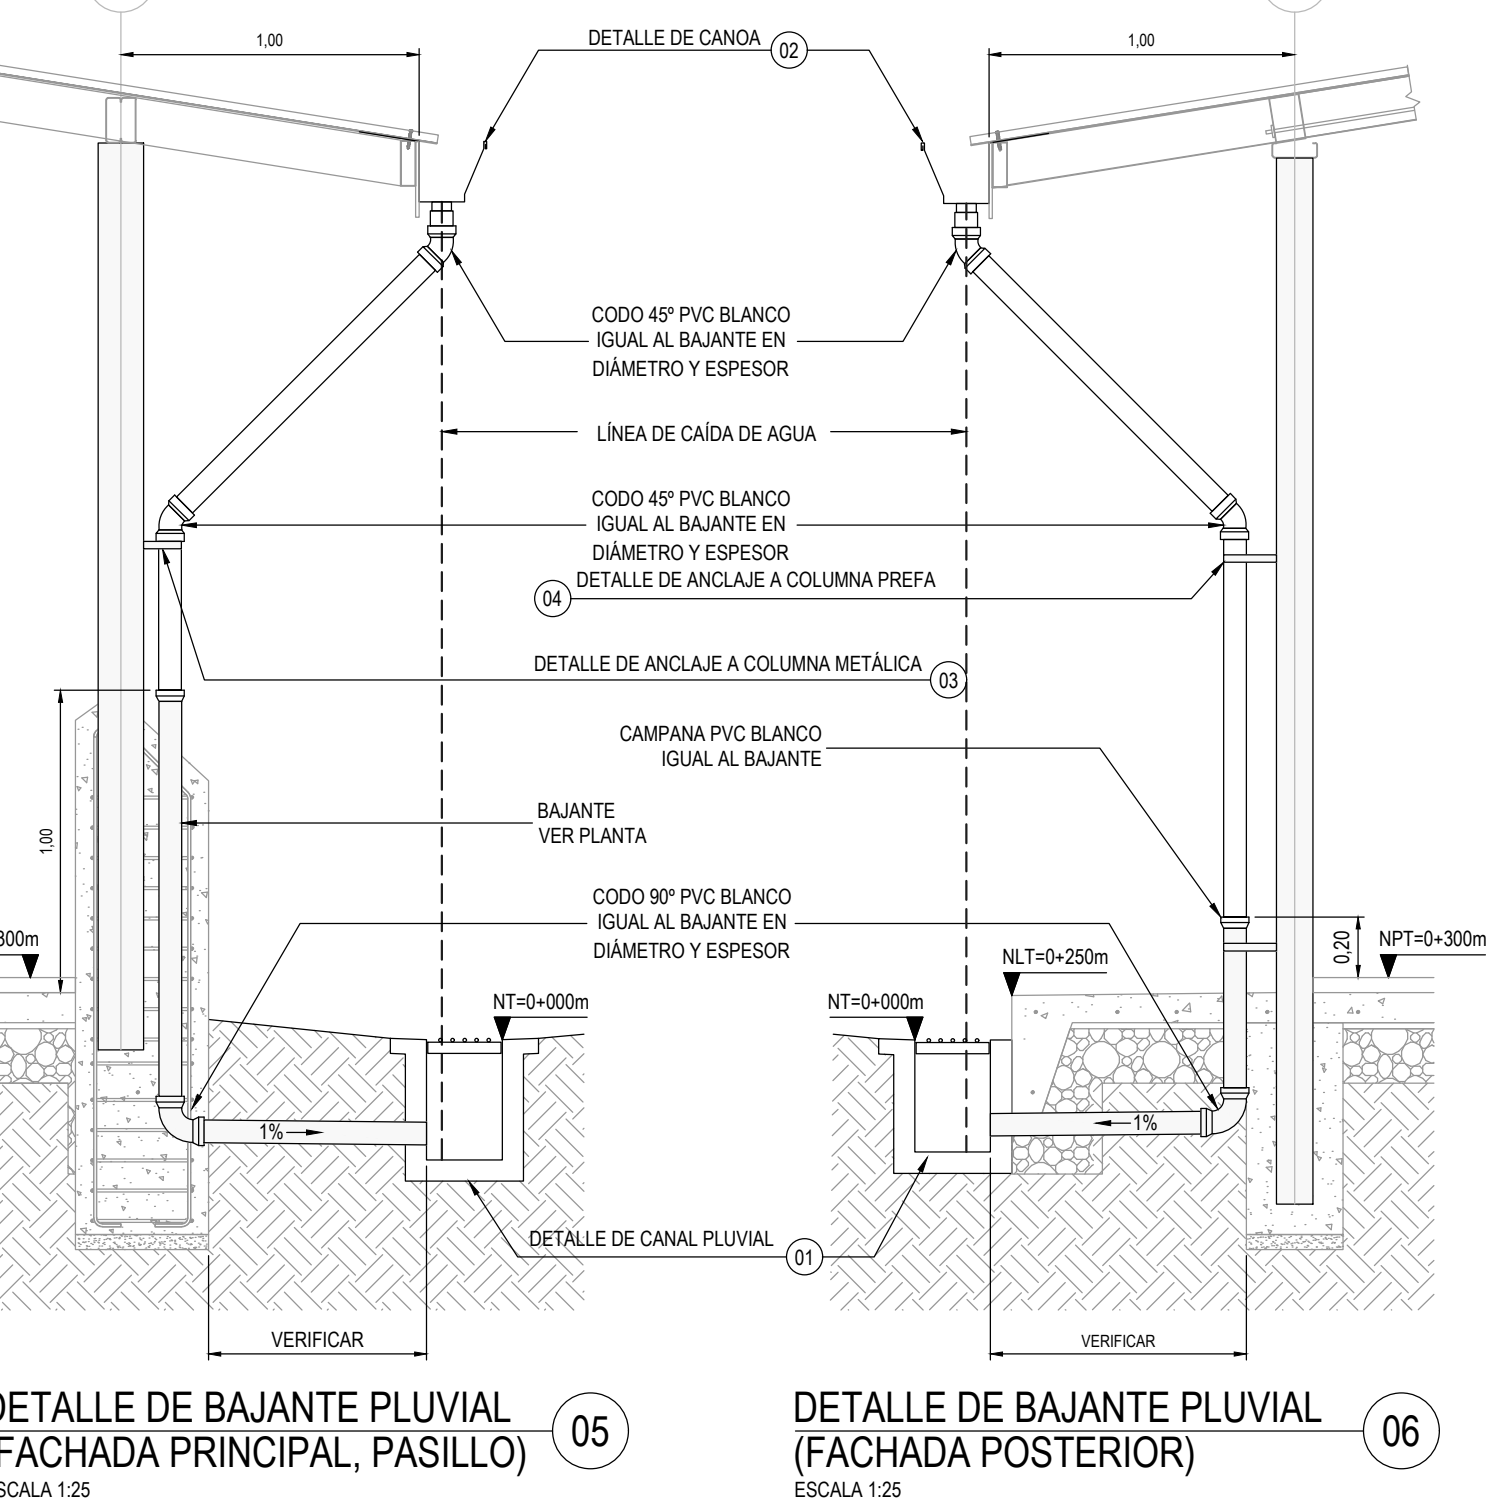 1,00
DETALLE DE CANOA 02
1,00
CODO 45º PVC BLANCO
IGUAL AL BAJANTE EN
DIÁMETRO Y ESPESOR
LÍNEA DE CAÍDA DE AGUA
CODO 45º PVC BLANCO
IGUAL AL BAJANTE EN
DIÁMETRO Y ESPESOR
DETALLE DE ANCLAJE A COLUMNA PREFA
04
DETALLE DE ANCLAJE A COLUMNA METÁLICA
03
CAMPANA PVC BLANCO
IGUAL AL BAJANTE
BAJANTE
VER PLANTA
1,00
CODO 90º PVC BLANCO
IGUAL AL BAJANTE EN
DIÁMETRO Y ESPESOR
300m
0,20
NPT=0+300m
NLT=0+250m
NT=0+000m
NT=0+000m
1%
1%
DETALLE DE CANAL PLUVIAL
01
VERIFICAR
VERIFICAR
DETALLE DE BAJANTE PLUVIAL
(FACHADA PRINCIPAL, PASILLO)
05
ESCALA 1:25
DETALLE DE BAJANTE PLUVIAL
(FACHADA POSTERIOR)
06
ESCALA 1:25